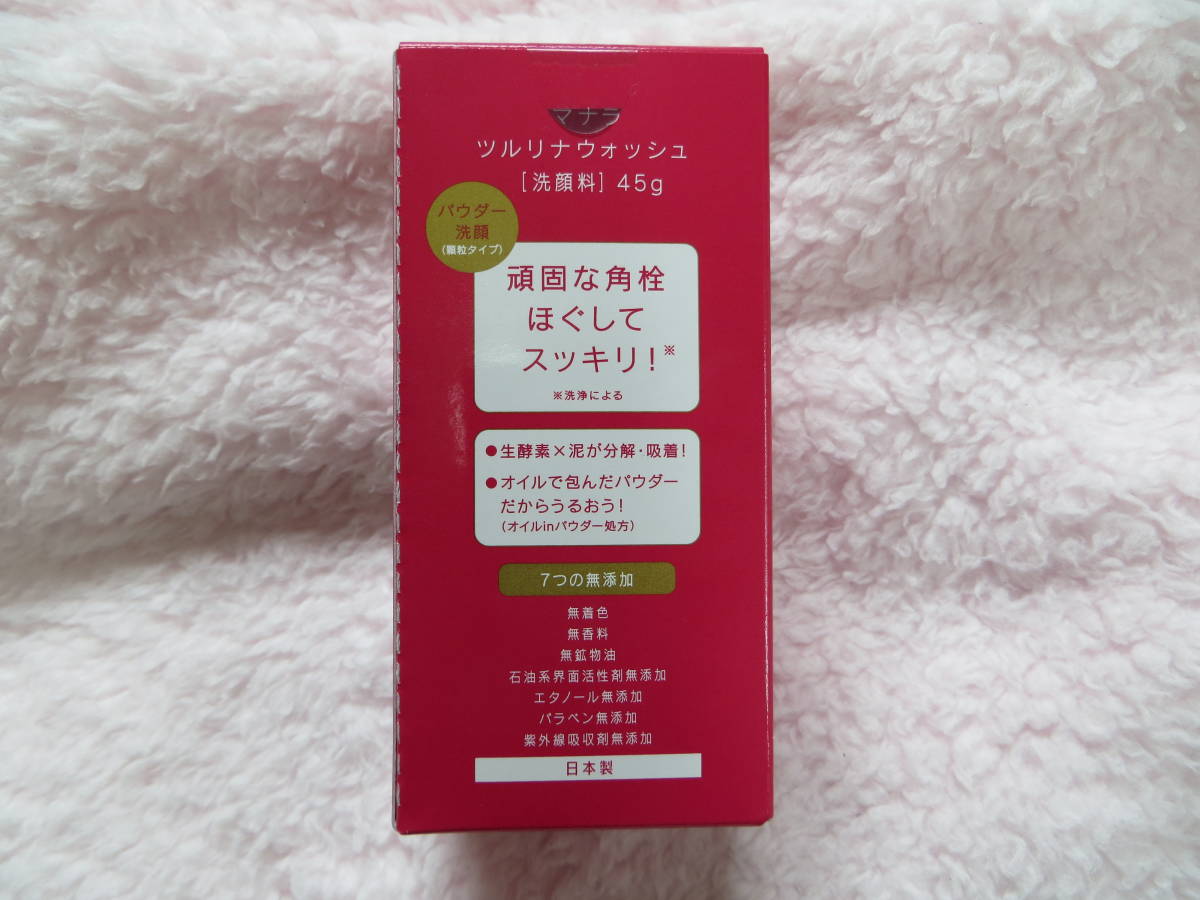 マナラ
ツルリナウォッシュ
[洗顔料] 45g
パウダー
洗顔
(顆粒タイプ)
頑固な角栓
ほぐして
スッキリ!※
※洗浄による
●生酵素×泥が分解・吸着!
●オイルで包んだパウダー
だからうるおう!
(オイルinパウダー処方)
7つの無添加
無着色
無香料
無鉱物油
石油系界面活性剤無添加
エタノール無添加
パラベン無添加
紫外線吸収剤無添加
日本製